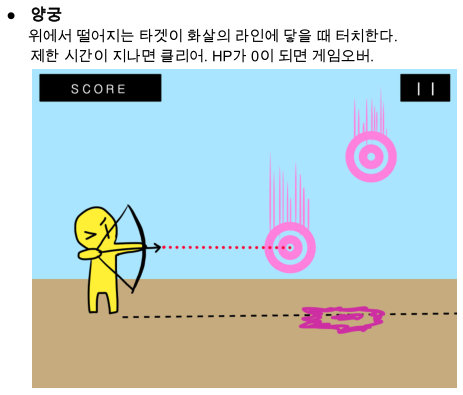 ● 양궁
위에서 떨어지는 타겟이 화살의 라인에 닿을 때 터치한다.
제한 시간이 지나면 클리어. HP가 0이 되면 게임오버.
SCORE